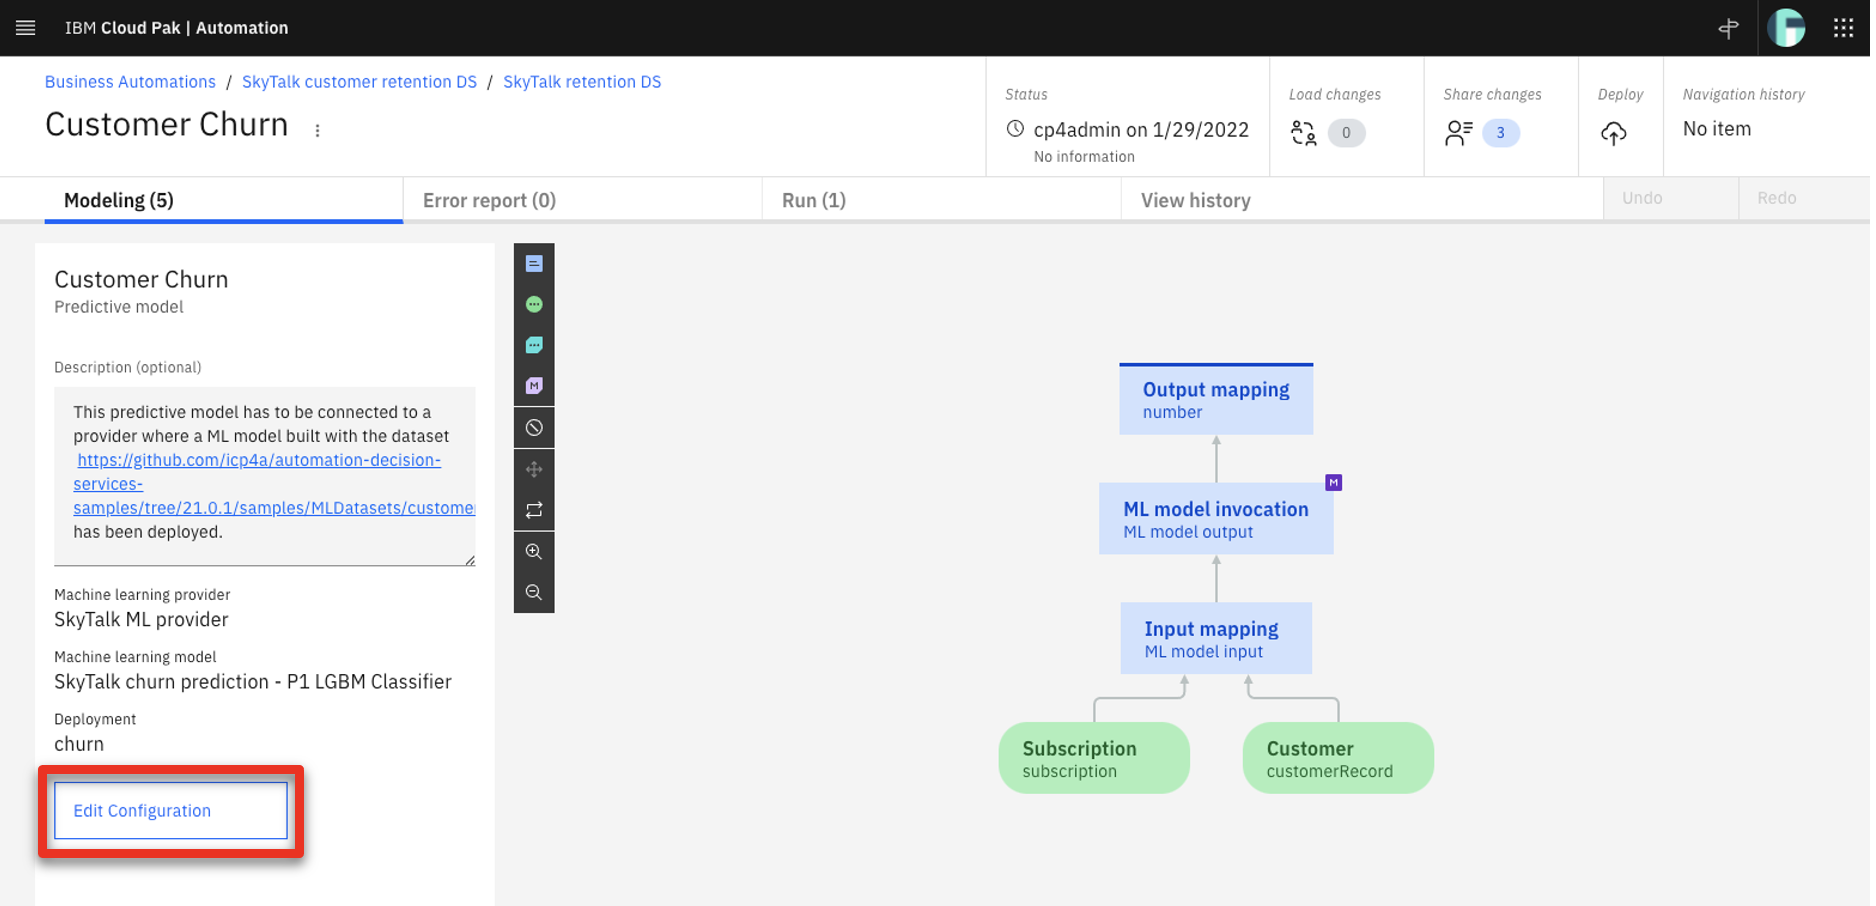 IBM Cloud Pak | Automation
Business Automations / SkyTalk customer retention DS / SkyTalk retention DS
Customer Churn
Status
cp4admin on 1/29/2022
No information
Load changes
0
Share changes
3
Deploy
Navigation history
No item
Modeling (5)
Error report (0)
Run (1)
View history
Undo
Redo
Customer Churn
Predictive model
Description (optional)
This predictive model has to be connected to a
provider where a ML model built with the dataset
https://github.com/icp4a/automation-decision-
services-
samples/tree/21.0.1/samples/MLDatasets/customer
has been deployed.
Machine learning provider
SkyTalk ML provider
Machine learning model
SkyTalk churn prediction - P1 LGBM Classifier
Deployment
churn
Edit Configuration
M
Output mapping
number
M
ML model invocation
ML model output
Input mapping
ML model input
Subscription
subscription
Customer
customerRecord